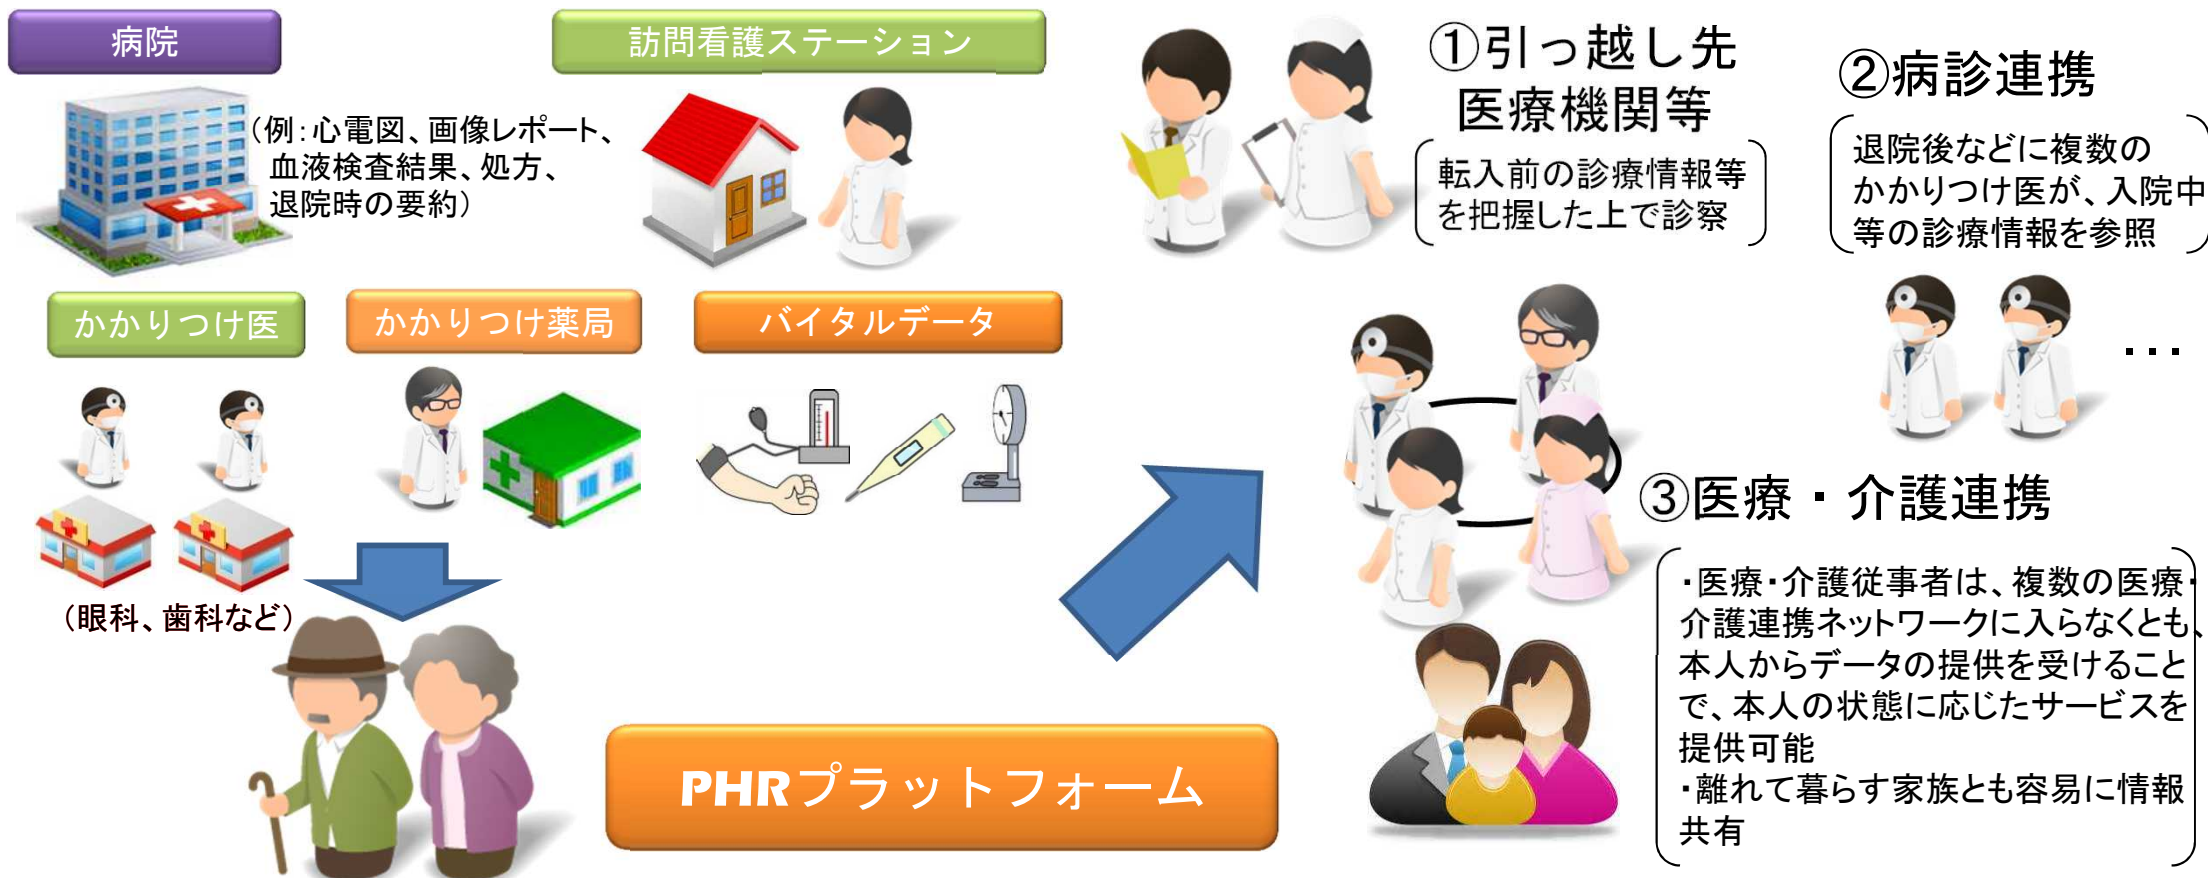 病院
訪問看護ステーション
(例:心電図、画像レポート、
血液検査結果、処方、
退院時の要約)
かかりつけ医
かかりつけ薬局
バイタルデータ
(眼科、歯科など)
PHRプラットフォーム
①引っ越し先
医療機関等
転入前の診療情報等
を把握した上で診察
②病診連携
退院後などに複数の
かかりつけ医が、入院中
等の診療情報を参照
・・・
③医療・介護連携
・医療・介護従事者は、複数の医療・
介護連携ネットワークに入らなくとも、
本人からデータの提供を受けること
で、本人の状態に応じたサービスを
提供可能
・離れて暮らす家族とも容易に情報
共有